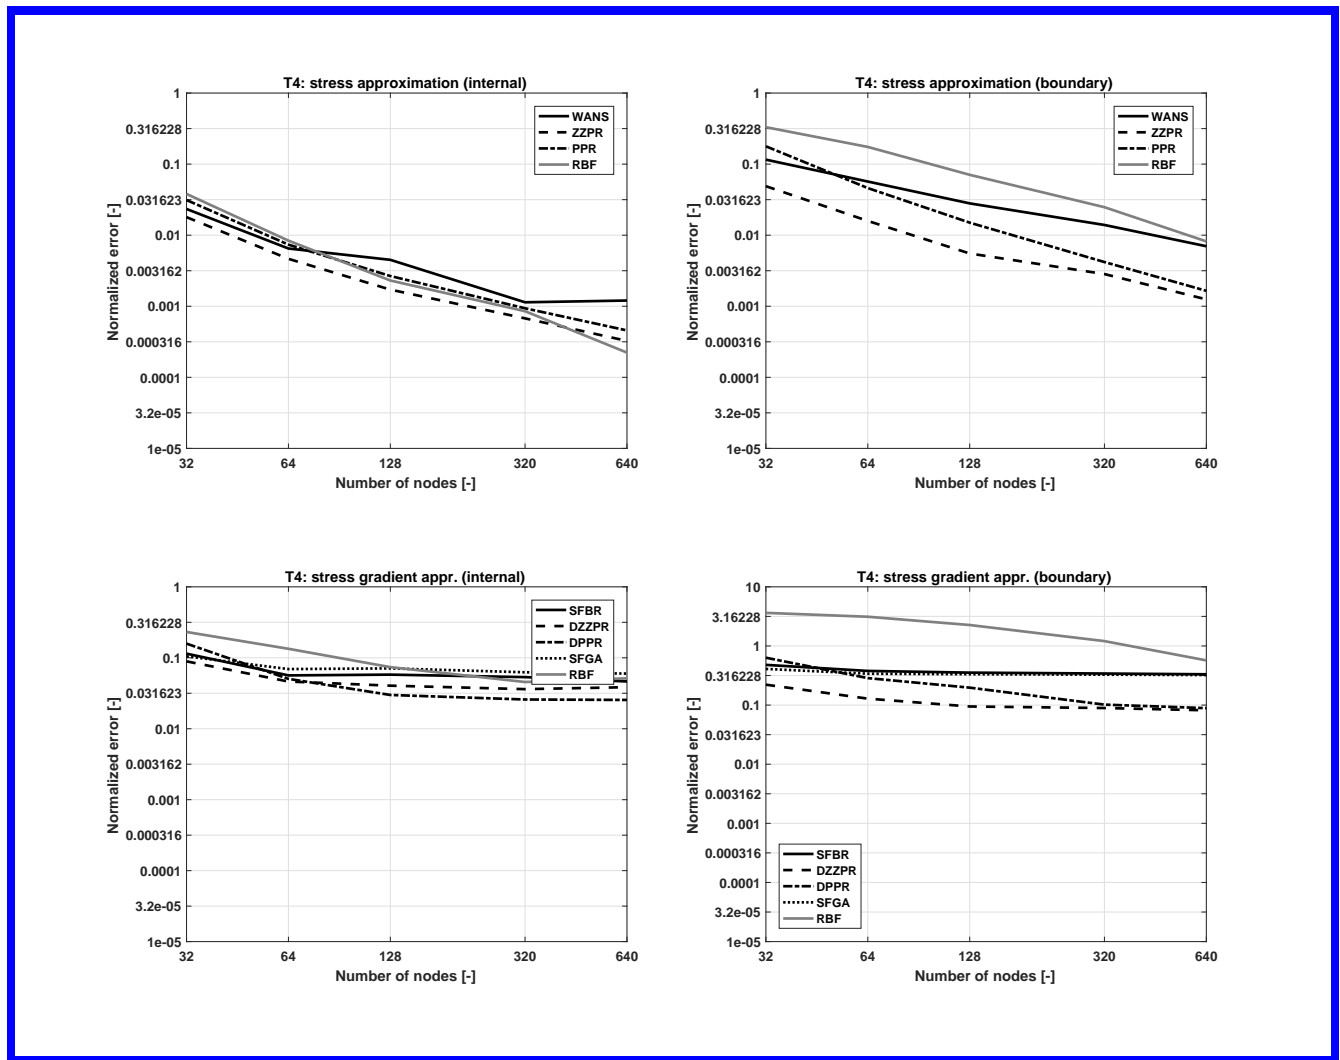 T4: stress approximation (internal)
1
0.316228
0.1
0.031623
0.01
0.003162
0.001
0.000316
0.0001
3.2e-05
1e-05
Normalized error [-]
WANS
ZZPR
PPR
RBF
32 64 128 320 640
Number of nodes [-]
T4: stress approximation (boundary)
1
0.316228
0.1
0.031623
0.01
0.003162
0.001
0.000316
0.0001
3.2e-05
1e-05
Normalized error [-]
WANS
ZZPR
PPR
RBF
32 64 128 320 640
Number of nodes [-]
T4: stress gradient appr. (internal)
1
0.316228
0.1
0.031623
0.01
0.003162
0.001
0.000316
0.0001
3.2e-05
1e-05
Normalized error [-]
SFBR
DZZPR
DPPR
SFGA
RBF
32 64 128 320 640
Number of nodes [-]
T4: stress gradient appr. (boundary)
10
3.16228
1
0.316228
0.1
0.031623
0.01
0.003162
0.001
0.000316
0.0001
3.2e-05
1e-05
Normalized error [-]
SFBR
DZZPR
DPPR
SFGA
RBF
32 64 128 320 640
Number of nodes [-]